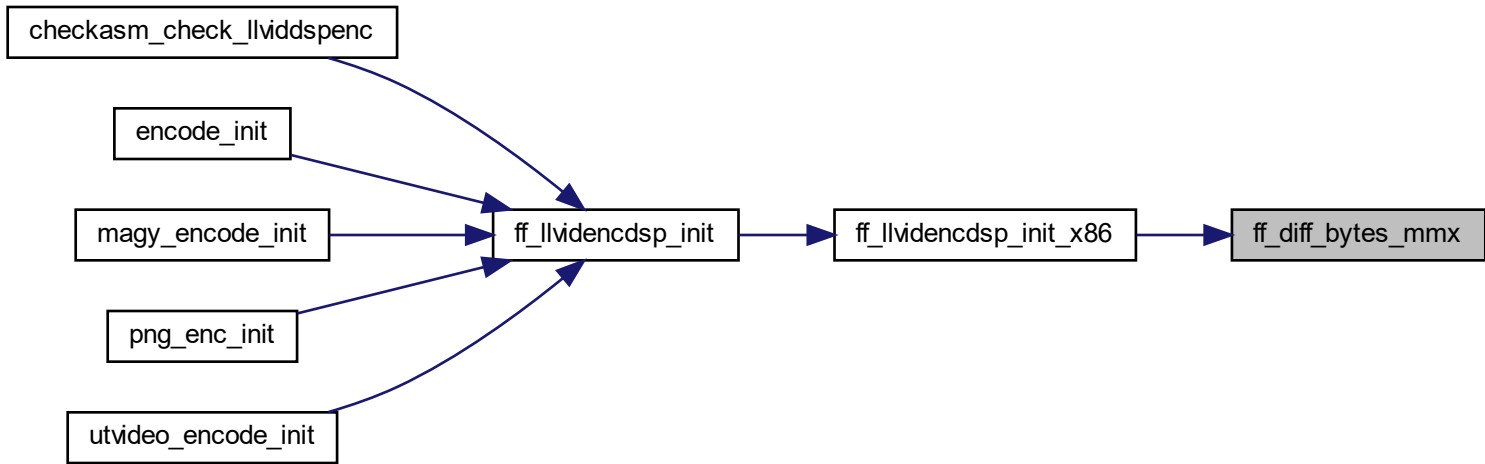 checkasm_check_llviddspenc
encode_init
magy_encode_init
png_enc_init
utvideo_encode_init
ff_llvidencdsp_init
ff_llvidencdsp_init_x86
ff_diff_bytes_mmx